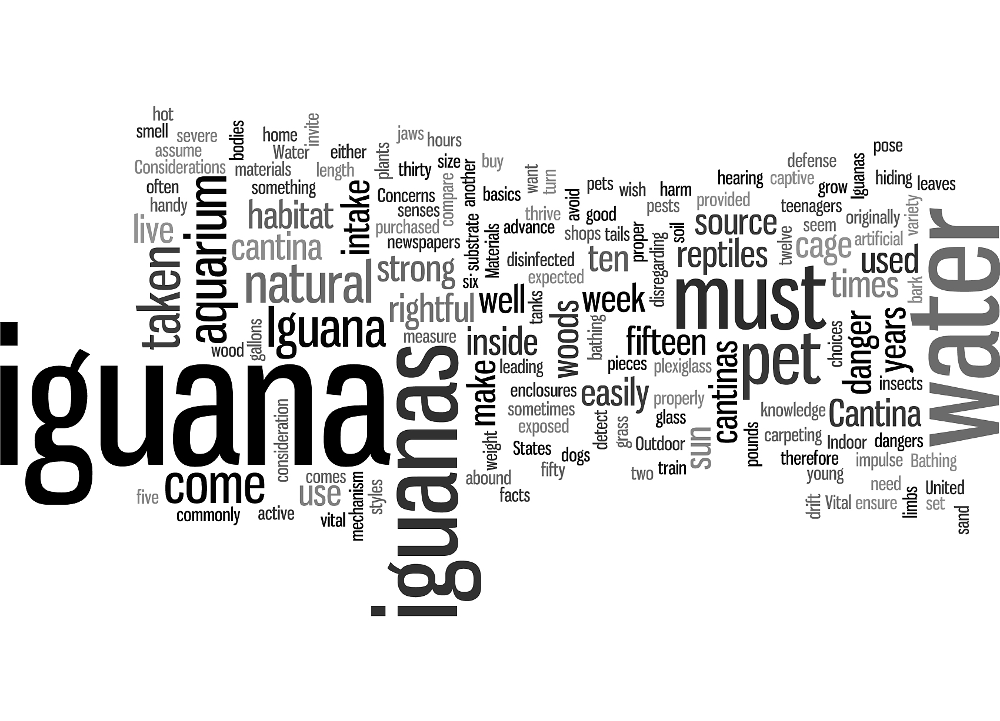 hot
smell
severe
assume
Considerations
often
handy
live
taken
aquarium
bodies
home
invite
Water
either
materials
length
something
habitat
intake
cantina
natural
Iguana
wood
gallons
iguana
consideration
come
comes
use
five
commonly
active
vital
mechanism
styles
jaws
hours
plants
thirty
size
another
buy
Concerns
senses
compare
purchased
newspapers
strong
substrate
six
Materials
rightful
measure
iguanas
basics
want
turn
thrive
advance
avoid
pets
wish
harm
good
pests
shops
tails
proper
disregarding
soil
disinfected
expected
ten
well
tanks
week
woods
bathing
inside
fifteen
make
leading
pieces
plexiglass
enclosures
easily
properly
sometimes
exposed
detect
grass
glass
weight
States
dogs
Outdoor
sun
abound
fifty
two
train
facts
defense
pose
hearing
captive
grow
Iguanas
hiding
leaves
provided
teenagers
originally
variety
source
seem
twelve
cage
artificial
reptiles
used
must
times
bark
water
pet
choices
danger
years
cantinas
insects
knowledge
Cantina
pounds
carpeting
Indoor
dangers
therefore
impulse
Bathing
young
need
United
drift
Vital
ensure
limbs
set
sand